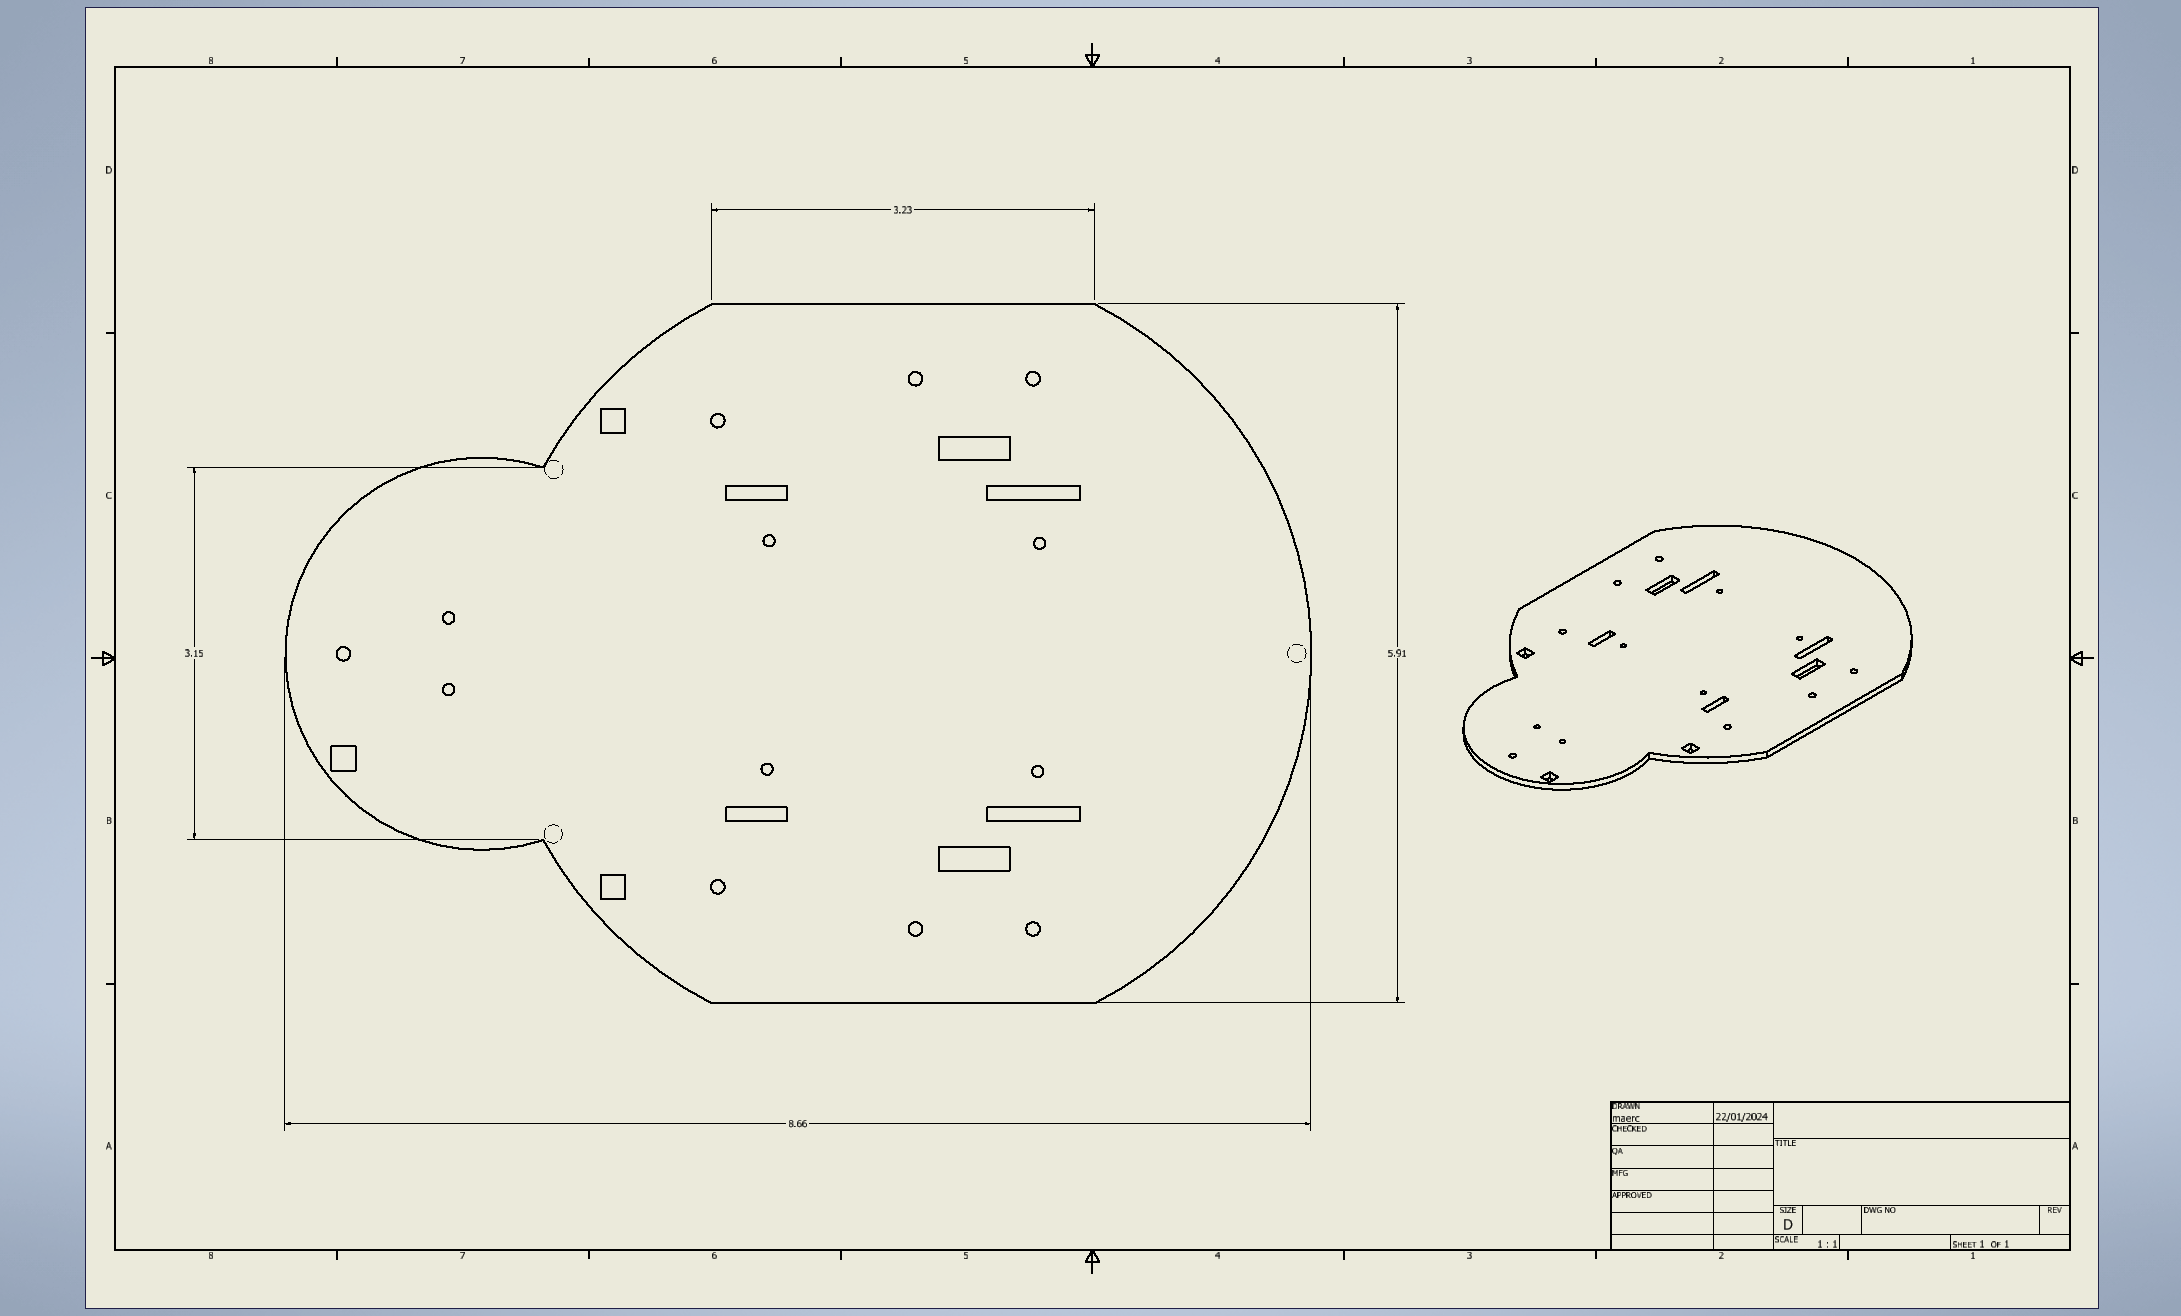 8 7 6 5 4 3 2 1
D D
3.23
C C
3.15 5.91
B B
8.66
A A
DRAWN
maerc 22/01/2024
CHECKED
TITLE
QA
MFG
APPROVED
SIZE DWG NO REV
D
SCALE 1 : 1 SHEET 1 OF 1
8 7 6 5 4 3 2 1